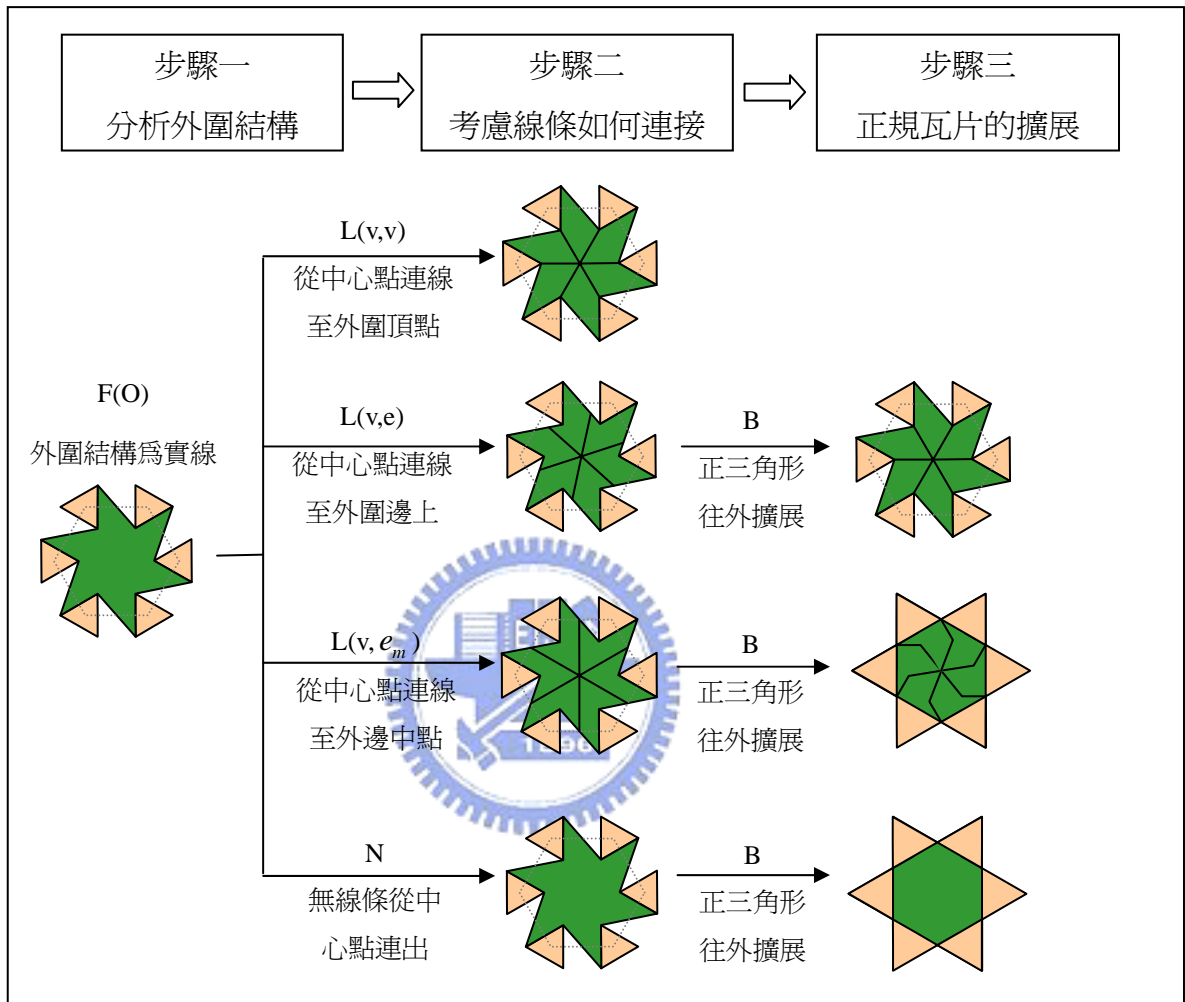 步驟一
分析外圍結構
步驟二
考慮線條如何連接
步驟三
正規瓦片的擴展
F(O)
外圍結構為實線
L(v,v)
從中心點連線
至外圍頂點
L(v,e)
從中心點連線
至外圍邊上
B
正三角形
往外擴展
L(v, e_m)
從中心點連線
至外邊中點
B
正三角形
往外擴展
N
無線條從中
心點連出
B
正三角形
往外擴展